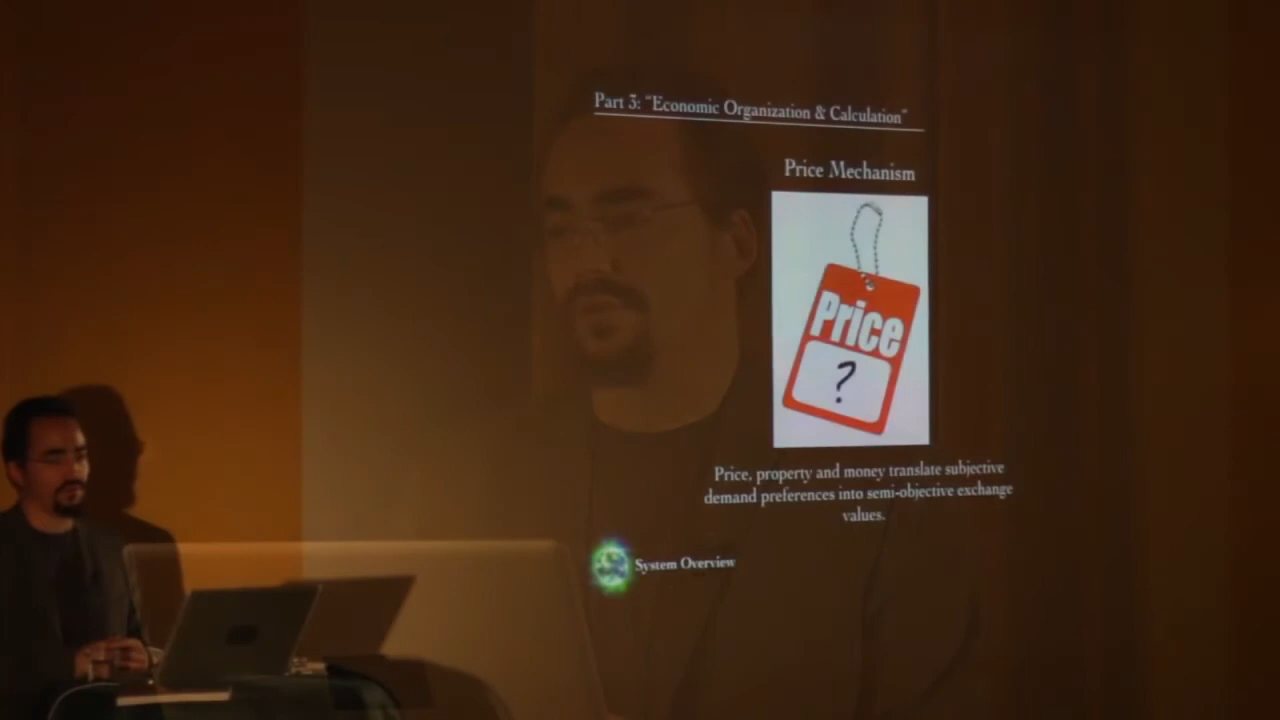 Part 3: "Economic Organization & Calculation"
Price Mechanism
Price
?
Price, property and money translate subjective
demand preferences into semi-objective exchange
values.
System Overview